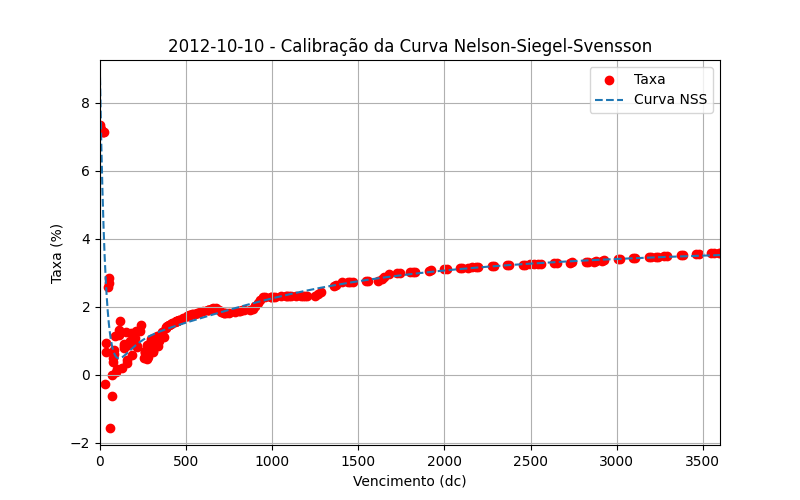 2012-10-10 - Calibração da Curva Nelson-Siegel-Svensson
Taxa
Curva NSS
Taxa (%)
8
6
4
2
0
−2
0 500 1000 1500 2000 2500 3000 3500
Vencimento (dc)